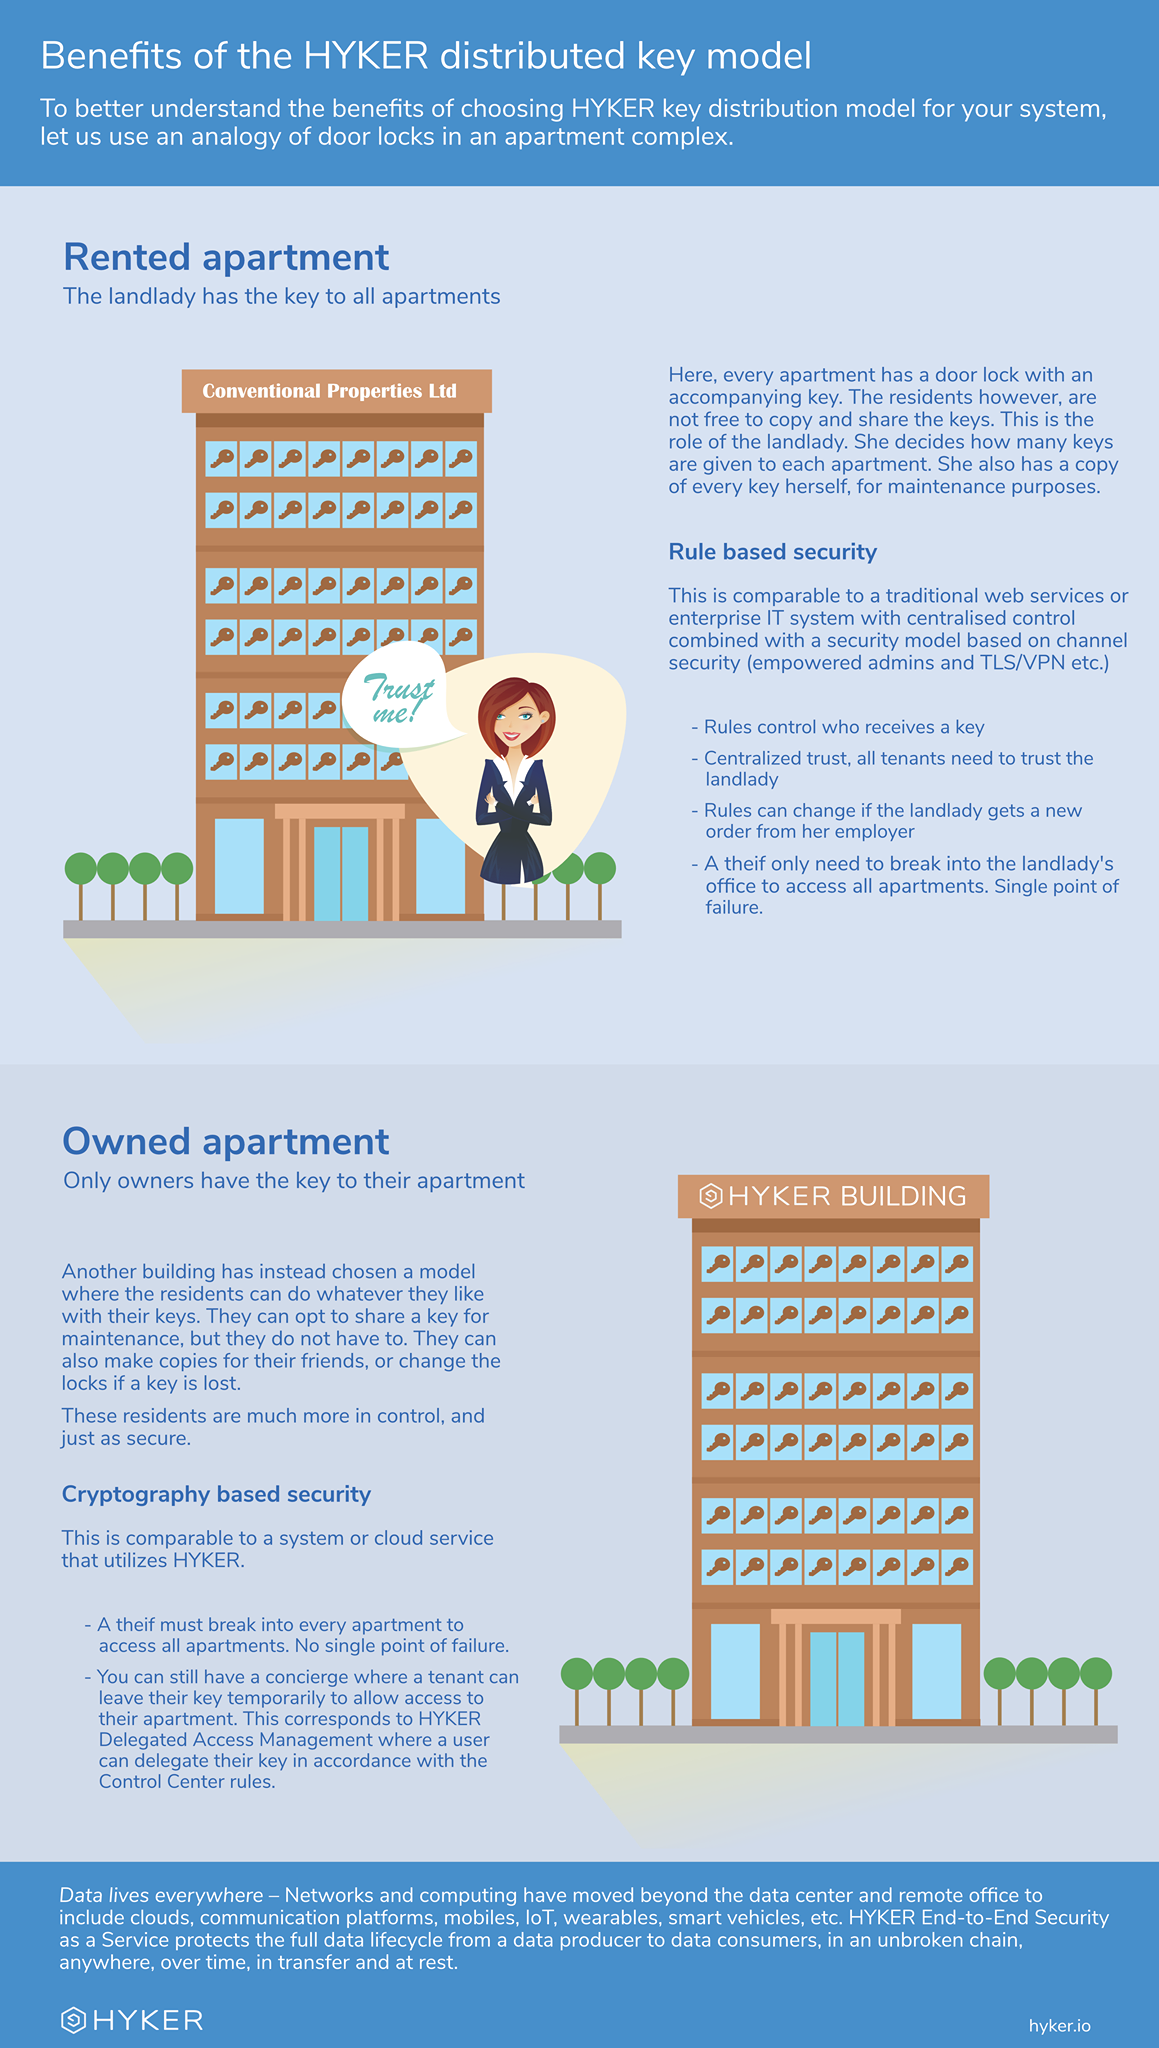 Benefits of the HYKER distributed key model
To better understand the benefits of choosing HYKER key distribution model for your system,
let us use an analogy of door locks in an apartment complex.
Rented apartment
The landlady has the key to all apartments
Conventional Properties Ltd
Trust
me!
Here, every apartment has a door lock with an
accompanying key. The residents however, are
not free to copy and share the keys. This is the
role of the landlady. She decides how many keys
are given to each apartment. She also has a copy
of every key herself, for maintenance purposes.
Rule based security
This is comparable to a traditional web services or
enterprise IT system with centralised control
combined with a security model based on channel
security (empowered admins and TLS/VPN etc.)
- Rules control who receives a key
- Centralized trust, all tenants need to trust the
landlady
- Rules can change if the landlady gets a new
order from her employer
- A theif only need to break into the landlady's
office to access all apartments. Single point of
failure.
Owned apartment
Only owners have the key to their apartment
HYKER BUILDING
Another building has instead chosen a model
where the residents can do whatever they like
with their keys. They can opt to share a key for
maintenance, but they do not have to. They can
also make copies for their friends, or change the
locks if a key is lost.
These residents are much more in control, and
just as secure.
Cryptography based security
This is comparable to a system or cloud service
that utilizes HYKER.
- A theif must break into every apartment to
access all apartments. No single point of failure.
- You can still have a concierge where a tenant can
leave their key temporarily to allow access to
their apartment. This corresponds to HYKER
Delegated Access Management where a user
can delegate their key in accordance with the
Control Center rules.
Data lives everywhere – Networks and computing have moved beyond the data center and remote office to
include clouds, communication platforms, mobiles, IoT, wearables, smart vehicles, etc. HYKER End-to-End Security
as a Service protects the full data lifecycle from a data producer to data consumers, in an unbroken chain,
anywhere, over time, in transfer and at rest.
HYKER
hyker.io